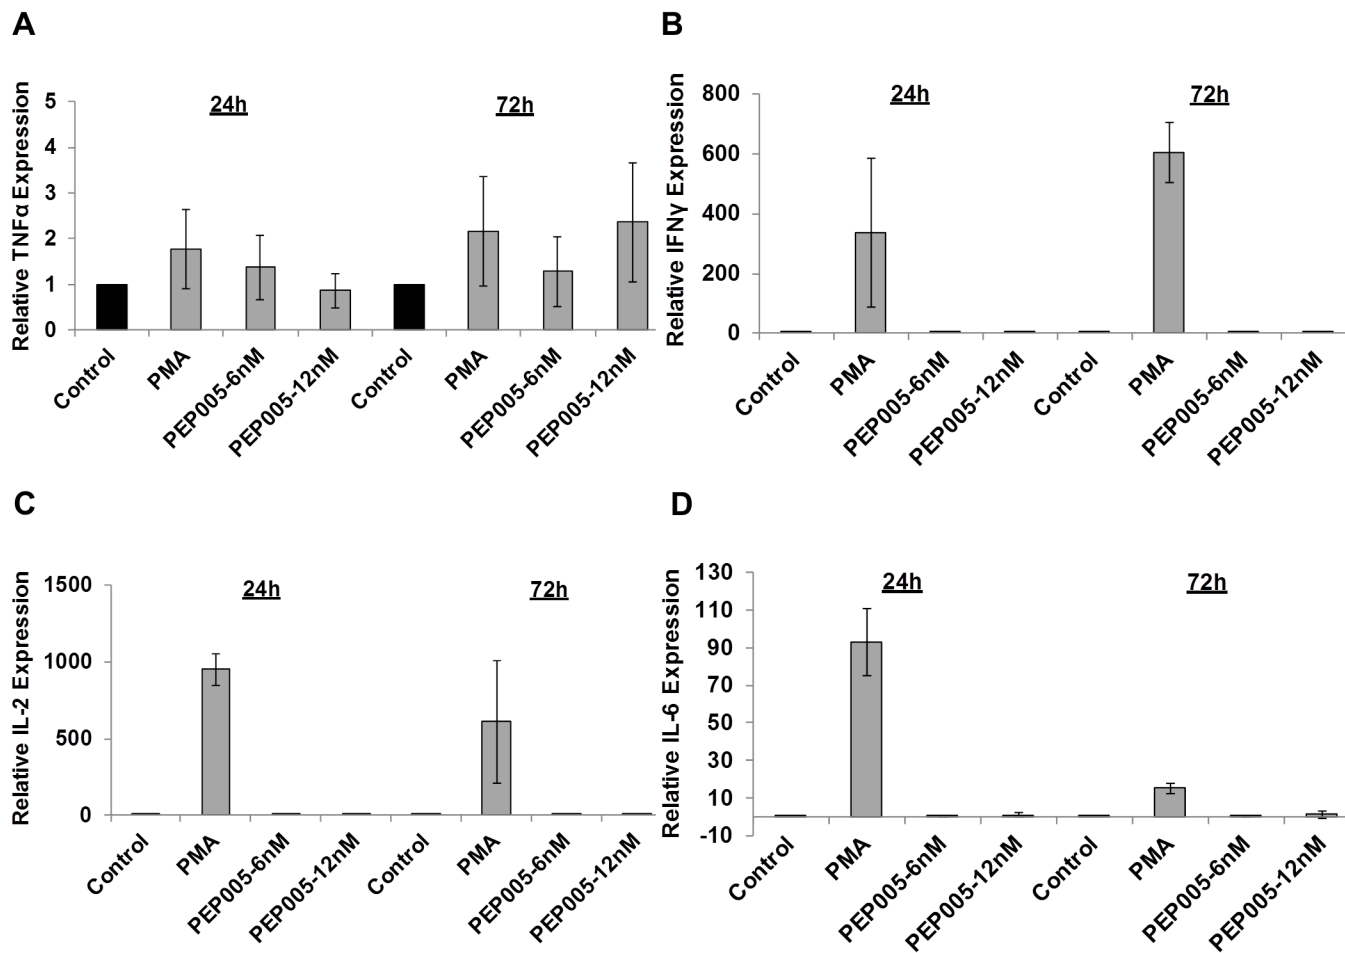 A
Relative TNFα Expression
5
4
3
2
1
0
24h
72h
Control
PMA
PEP005-6nM
PEP005-12nM
Control
PMA
PEP005-6nM
PEP005-12nM
B
Relative IFNγ Expression
800
600
400
200
0
24h
72h
Control
PMA
PEP005-6nM
PEP005-12nM
Control
PMA
PEP005-6nM
PEP005-12nM
C
Relative IL-2 Expression
1500
1000
500
0
24h
72h
Control
PMA
PEP005-6nM
PEP005-12nM
Control
PMA
PEP005-6nM
PEP005-12nM
D
Relative IL-6 Expression
130
110
90
70
50
30
10
-10
24h
72h
Control
PMA
PEP005-6nM
PEP005-12nM
Control
PMA
PEP005-6nM
PEP005-12nM